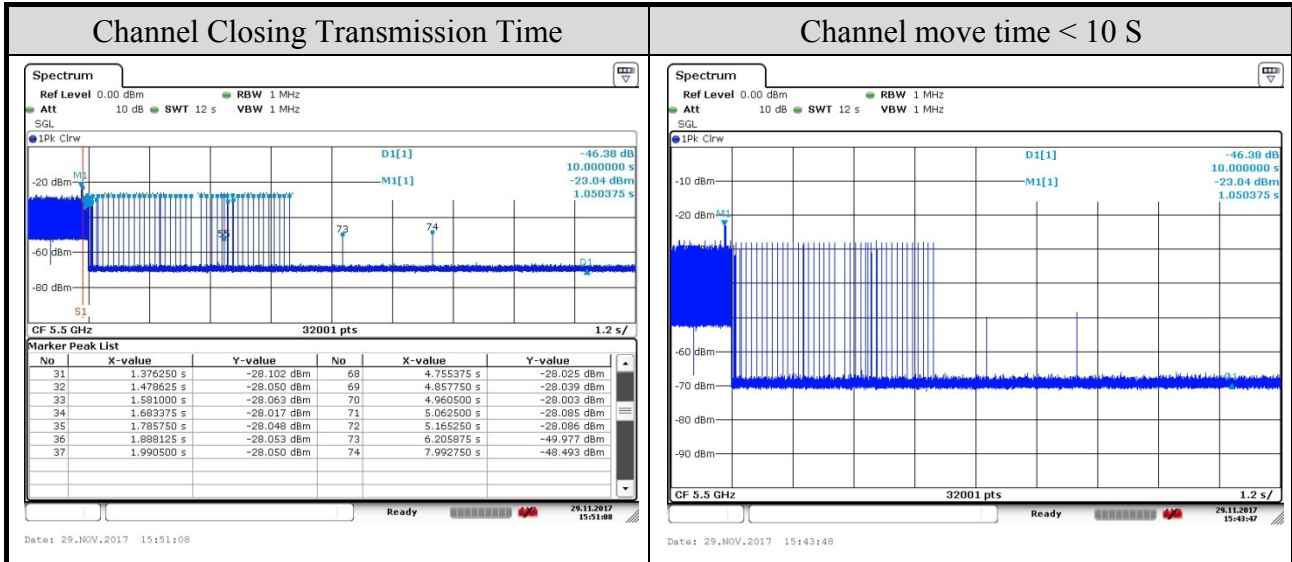 Channel Closing Transmission Time
Spectrum
Ref Level 0.00 dBm RBW 1 MHz
Att 10 dB SWT 12 s VBW 1 MHz
SGL
1Pk Clrw
D1[1] -46.38 dB
10.000000 s
M1[1] -23.04 dBm
1.050375 s
M1
-20 dBm
55
73
74
-60 dBm
D1
-80 dBm
S1
CF 5.5 GHz 32001 pts 1.2 s/
Marker Peak List
No X-value Y-value No X-value Y-value
31 1.376250 s -28.102 dBm 68 4.755375 s -28.025 dBm
32 1.478625 s -28.050 dBm 69 4.857750 s -28.039 dBm
33 1.581000 s -28.063 dBm 70 4.960500 s -28.003 dBm
34 1.683375 s -28.017 dBm 71 5.062500 s -28.085 dBm
35 1.785750 s -28.048 dBm 72 5.165250 s -28.086 dBm
36 1.888125 s -28.053 dBm 73 6.205875 s -49.977 dBm
37 1.990500 s -28.050 dBm 74 7.992750 s -48.493 dBm
Ready 29.11.2017
15:51:08
Date: 29.NOV.2017 15:51:08
Channel move time < 10 S
Spectrum
Ref Level 0.00 dBm RBW 1 MHz
Att 10 dB SWT 12 s VBW 1 MHz
SGL
1Pk Clrw
D1[1] -46.38 dB
10.000000 s
-10 dBm
M1[1] -23.04 dBm
1.050375 s
-20 dBm M1
-60 dBm
-70 dBm
-80 dBm
-90 dBm
CF 5.5 GHz 32001 pts 1.2 s/
Ready 29.11.2017
15:43:47
Date: 29.NOV.2017 15:43:48